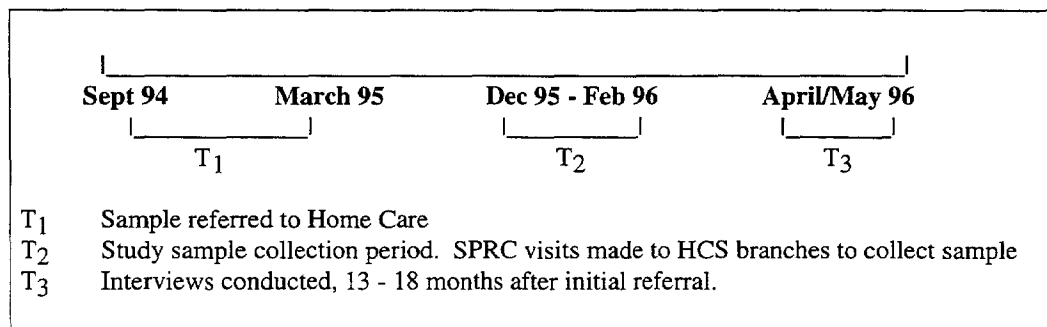 Sept 94 March 95 Dec 95 - Feb 96 April/May 96
T1 T2 T3
T1 Sample referred to Home Care
T2 Study sample collection period. SPRC visits made to HCS branches to collect sample
T3 Interviews conducted, 13 - 18 months after initial referral.